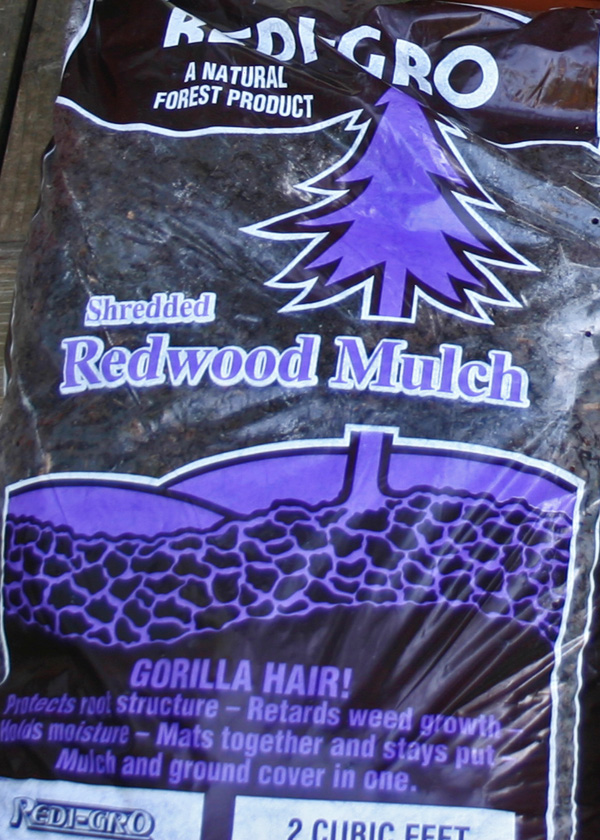 REDI-GRO
A NATURAL
FOREST PRODUCT
Shredded
Redwood Mulch
GORILLA HAIR!
Protects root structure – Retards weed growth –
Holds moisture – Mats together and stays put –
Mulch and ground cover in one.
REDI-GRO
2 CUBIC FEET